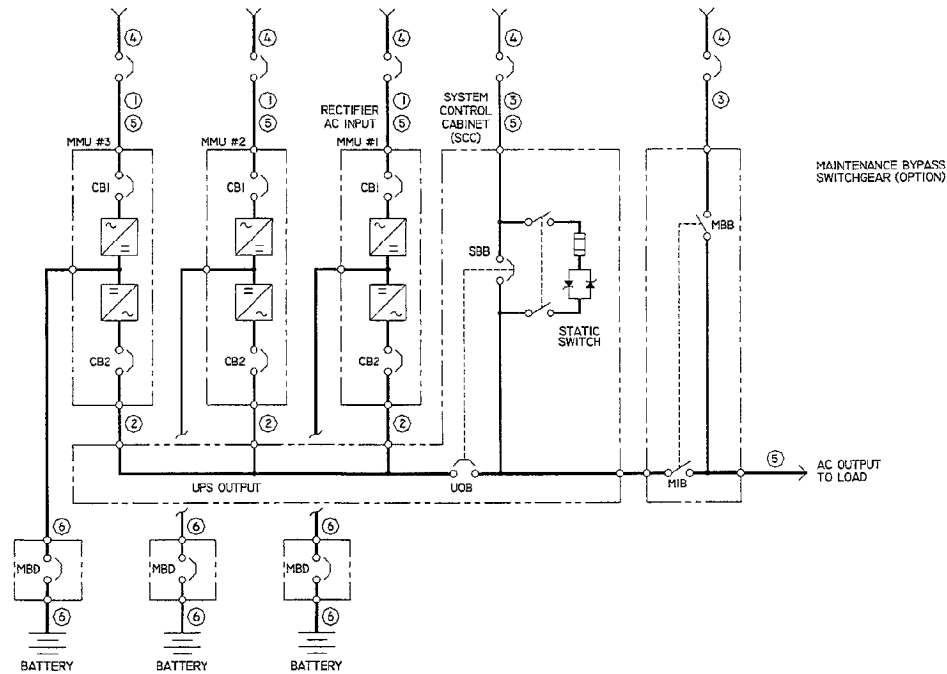 ④ ④ ④ ④ ④
① ① ① ③ ③
⑤ ⑤ ⑤ ⑤
RECTIFIER
AC INPUT
SYSTEM
CONTROL
CABINET
(SCC)
MMU #3
MMU #2
MMU #1
MAINTENANCE BYPASS
SWITCHGEAR (OPTION)
CB1
CB1
CB1
MBB
SBB
STATIC
SWITCH
CB2
CB2
CB2
② ② ②
UPS OUTPUT
UOB
MIB
⑤
AC OUTPUT
TO LOAD
⑥ ⑥ ⑥
MBD
MBD
MBD
⑥ ⑥ ⑥
BATTERY
BATTERY
BATTERY